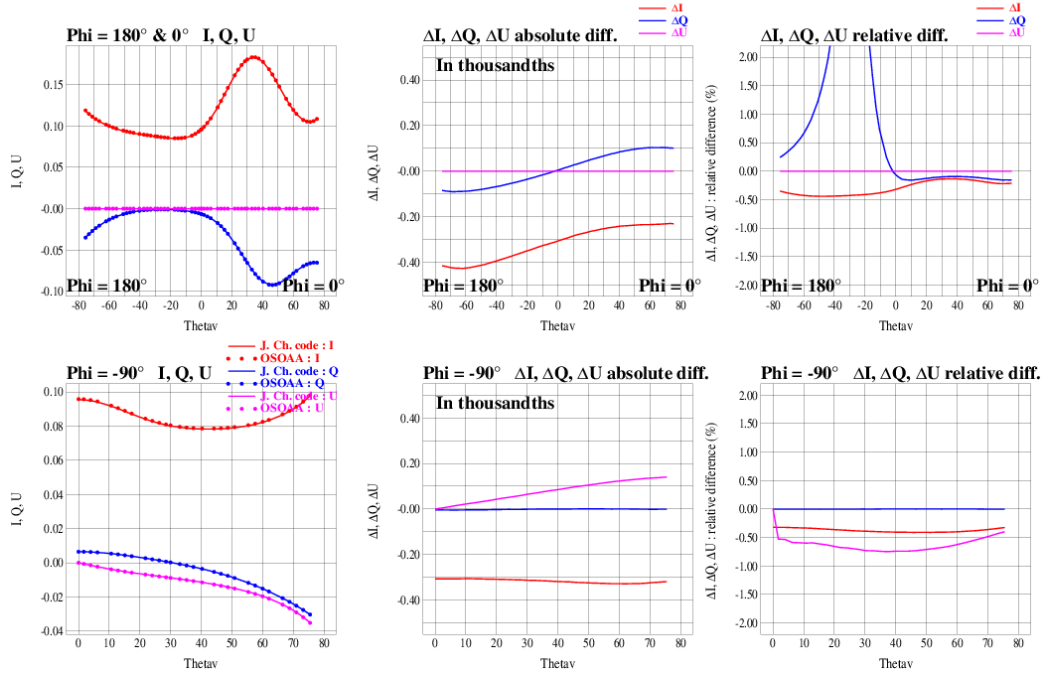 ΔI
ΔQ
ΔU
ΔI
ΔQ
ΔU
Phi = 180° & 0° I, Q, U
ΔI, ΔQ, ΔU absolute diff.
ΔI, ΔQ, ΔU relative diff.
In thousandths
0.15
0.10
0.05
-0.00
-0.05
-0.10
I, Q, U
0.40
0.20
-0.00
-0.20
-0.40
ΔI, ΔQ, ΔU
2.00
1.50
1.00
0.50
-0.00
-0.50
-1.00
-1.50
-2.00
ΔI, ΔQ, ΔU : relative difference (%)
Phi = 180° Phi = 0°
Phi = 180° Phi = 0°
Phi = 180° Phi = 0°
-80 -60 -40 -20 0 20 40 60 80
-80 -60 -40 -20 0 20 40 60 80
-80 -60 -40 -20 0 20 40 60 80
Thetav
Thetav
Thetav
J. Ch. code : I
OSOAA : I
J. Ch. code : Q
OSOAA : Q
J. Ch. code : U
OSOAA : U
Phi = -90° I, Q, U
Phi = -90° ΔI, ΔQ, ΔU absolute diff.
Phi = -90° ΔI, ΔQ, ΔU relative diff.
In thousandths
0.10
0.08
0.06
0.04
0.02
0.00
-0.02
-0.04
I, Q, U
0.40
0.20
-0.00
-0.20
-0.40
ΔI, ΔQ, ΔU
2.00
1.50
1.00
0.50
-0.00
-0.50
-1.00
-1.50
-2.00
ΔI, ΔQ, ΔU : relative difference (%)
0 10 20 30 40 50 60 70 80
0 10 20 30 40 50 60 70 80
0 10 20 30 40 50 60 70 80
Thetav
Thetav
Thetav